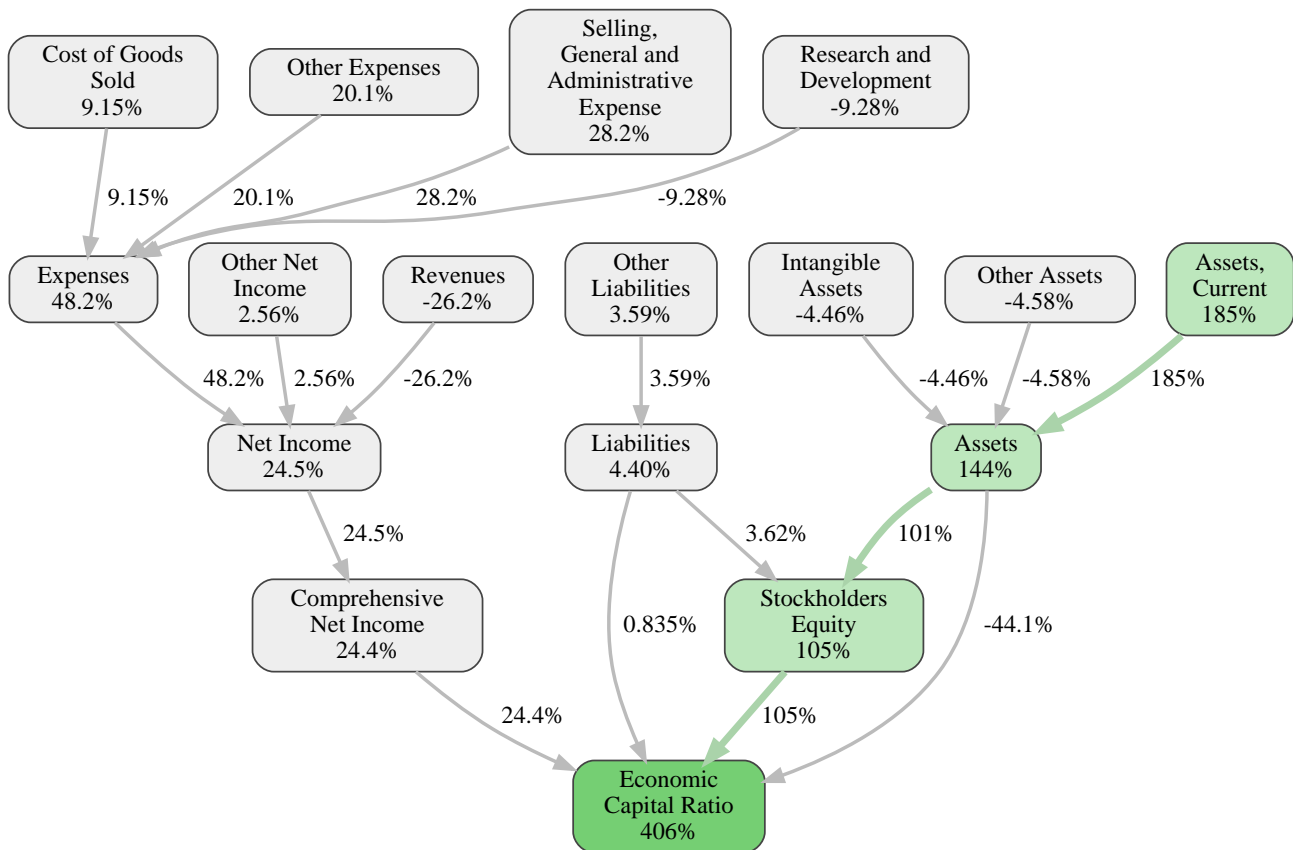 Cost of Goods
Sold
9.15%
Other Expenses
20.1%
Selling,
General and
Administrative
Expense
28.2%
Research and
Development
-9.28%
9.15%
20.1%
28.2%
-9.28%
Expenses
48.2%
Other Net
Income
2.56%
Revenues
-26.2%
Other
Liabilities
3.59%
Intangible
Assets
-4.46%
Other Assets
-4.58%
Assets,
Current
185%
48.2%
2.56%
-26.2%
3.59%
-4.46%
-4.58%
185%
Net Income
24.5%
Liabilities
4.40%
Assets
144%
24.5%
3.62%
101%
Comprehensive
Net Income
24.4%
0.835%
Stockholders
Equity
105%
-44.1%
24.4%
105%
Economic
Capital Ratio
406%